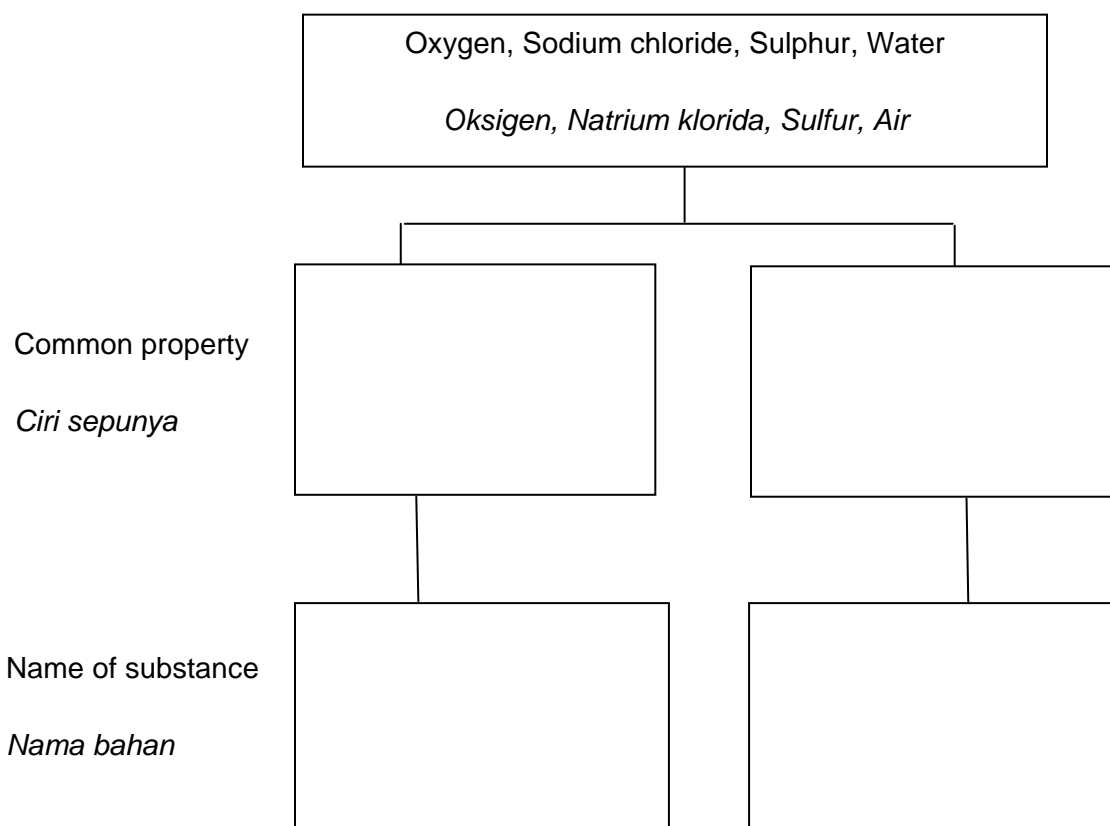 Oxygen, Sodium chloride, Sulphur, Water
Oksigen, Natrium klorida, Sulfur, Air
Common property
Ciri sepunya
Name of substance
Nama bahan